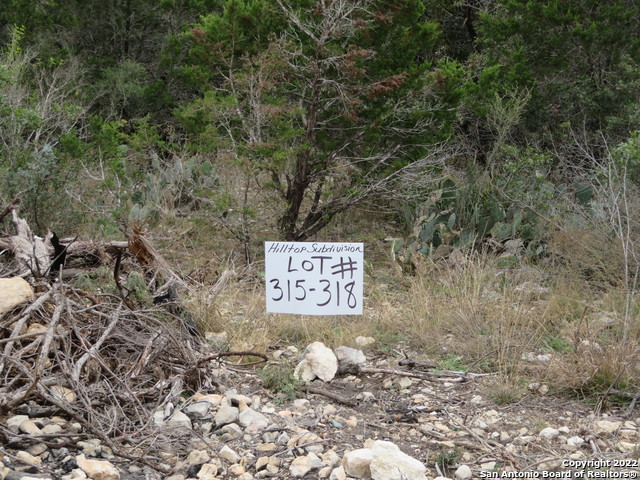 Hilltop Subdivision
LOT#
315-318
Copyright © 2022
San Antonio Board of Realtors®